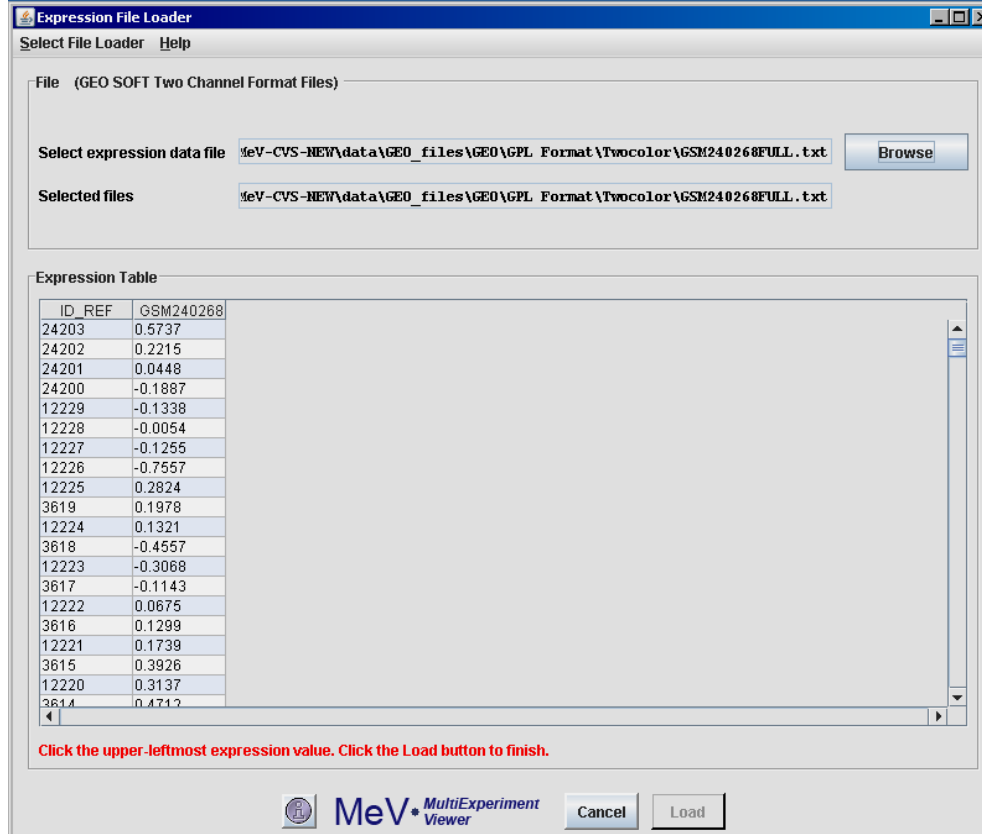 Expression File Loader
Select File Loader Help
File (GEO SOFT Two Channel Format Files)
Select expression data file MeV-CVS-NEW\data\GEO_files\GEO\GPL Format\Twocolor\GSM240268FULL.txt Browse
Selected files MeV-CVS-NEW\data\GEO_files\GEO\GPL Format\Twocolor\GSM240268FULL.txt
Expression Table
ID_REF GSM240268
24203 0.5737
24202 0.2215
24201 0.0448
24200 -0.1887
12229 -0.1338
12228 -0.0054
12227 -0.1255
12226 -0.7557
12225 0.2824
3619 0.1978
12224 0.1321
3618 -0.4557
12223 -0.3068
3617 -0.1143
12222 0.0675
3616 0.1299
12221 0.1739
3615 0.3926
12220 0.3137
3614 0.4712
Click the upper-leftmost expression value. Click the Load button to finish.
MeV MultiExperiment Viewer Cancel Load